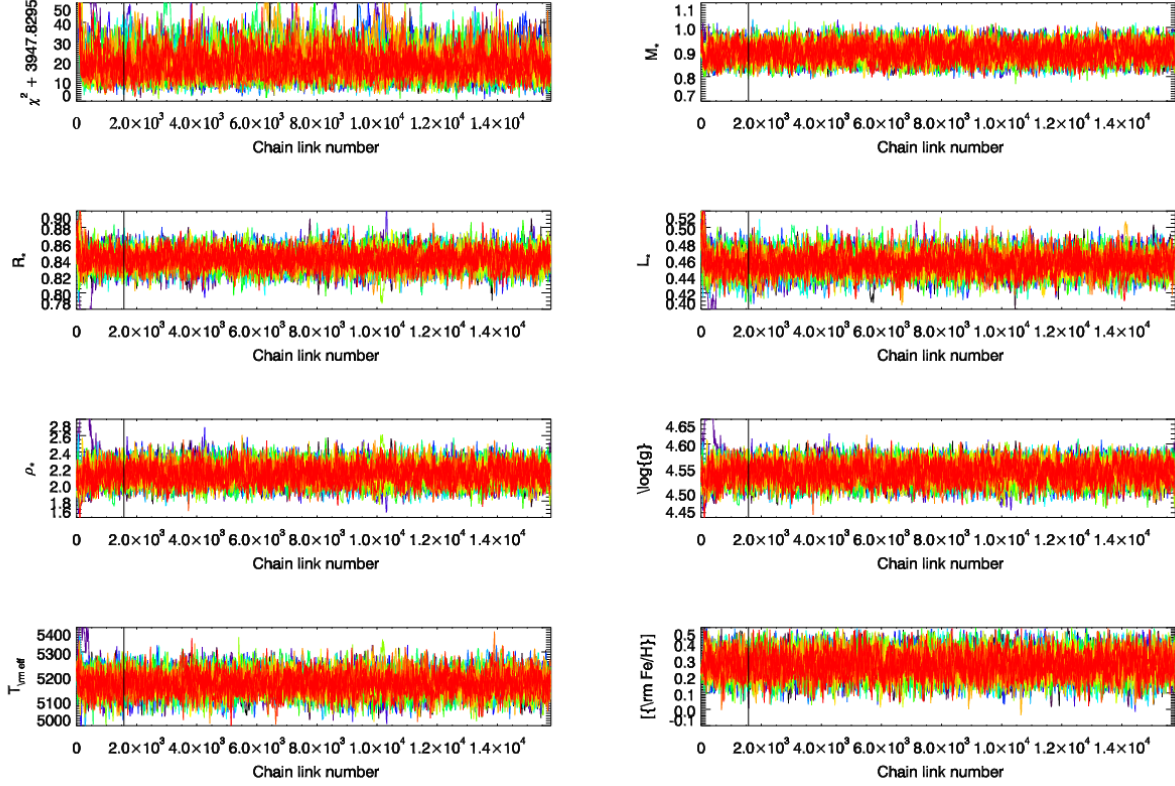 χ² + 3947.8295
50
40
30
20
10
0
0 2.0×10³ 4.0×10³ 6.0×10³ 8.0×10³ 1.0×10⁴ 1.2×10⁴ 1.4×10⁴
Chain link number
M*
1.1
1.0
0.9
0.8
0.7
0 2.0×10³ 4.0×10³ 6.0×10³ 8.0×10³ 1.0×10⁴ 1.2×10⁴ 1.4×10⁴
Chain link number
R*
0.90
0.88
0.86
0.84
0.82
0.80
0.78
0 2.0×10³ 4.0×10³ 6.0×10³ 8.0×10³ 1.0×10⁴ 1.2×10⁴ 1.4×10⁴
Chain link number
L*
0.52
0.50
0.48
0.46
0.44
0.42
0.40
0 2.0×10³ 4.0×10³ 6.0×10³ 8.0×10³ 1.0×10⁴ 1.2×10⁴ 1.4×10⁴
Chain link number
ρ*
2.8
2.6
2.4
2.2
2.0
1.8
1.6
0 2.0×10³ 4.0×10³ 6.0×10³ 8.0×10³ 1.0×10⁴ 1.2×10⁴ 1.4×10⁴
Chain link number
\log{g}
4.65
4.60
4.55
4.50
4.45
0 2.0×10³ 4.0×10³ 6.0×10³ 8.0×10³ 1.0×10⁴ 1.2×10⁴ 1.4×10⁴
Chain link number
T\rm eff
5400
5300
5200
5100
5000
0 2.0×10³ 4.0×10³ 6.0×10³ 8.0×10³ 1.0×10⁴ 1.2×10⁴ 1.4×10⁴
Chain link number
[{\rm Fe/H}]
0.5
0.4
0.3
0.2
0.1
0.0
-0.1
0 2.0×10³ 4.0×10³ 6.0×10³ 8.0×10³ 1.0×10⁴ 1.2×10⁴ 1.4×10⁴
Chain link number